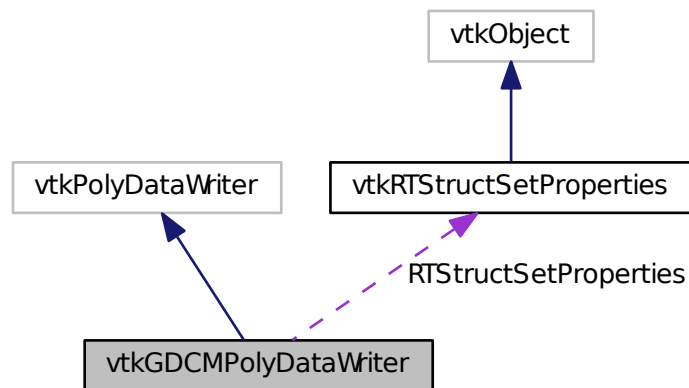 vtkObject
vtkPolyDataWriter
vtkRTStructSetProperties
RTStructSetProperties
vtkGDCMPolyDataWriter